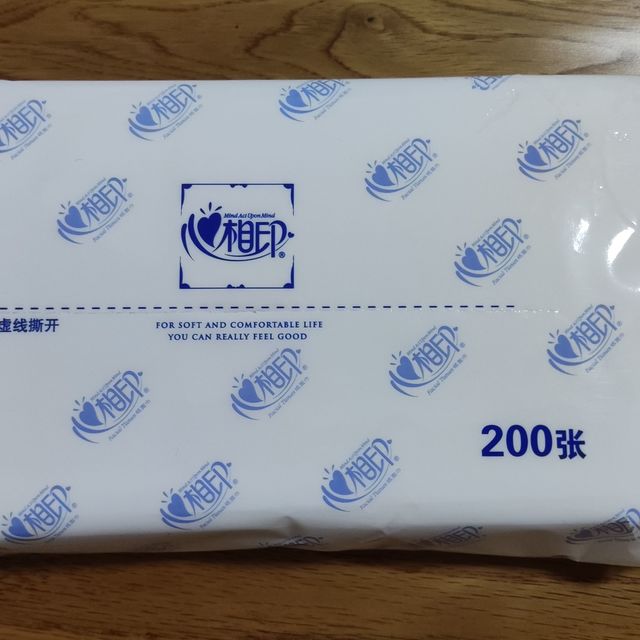 Mind Act Upon Mind
心相印®
虚线撕开
FOR SOFT AND COMFORTABLE LIFE
YOU CAN REALLY FEEL GOOD
200张